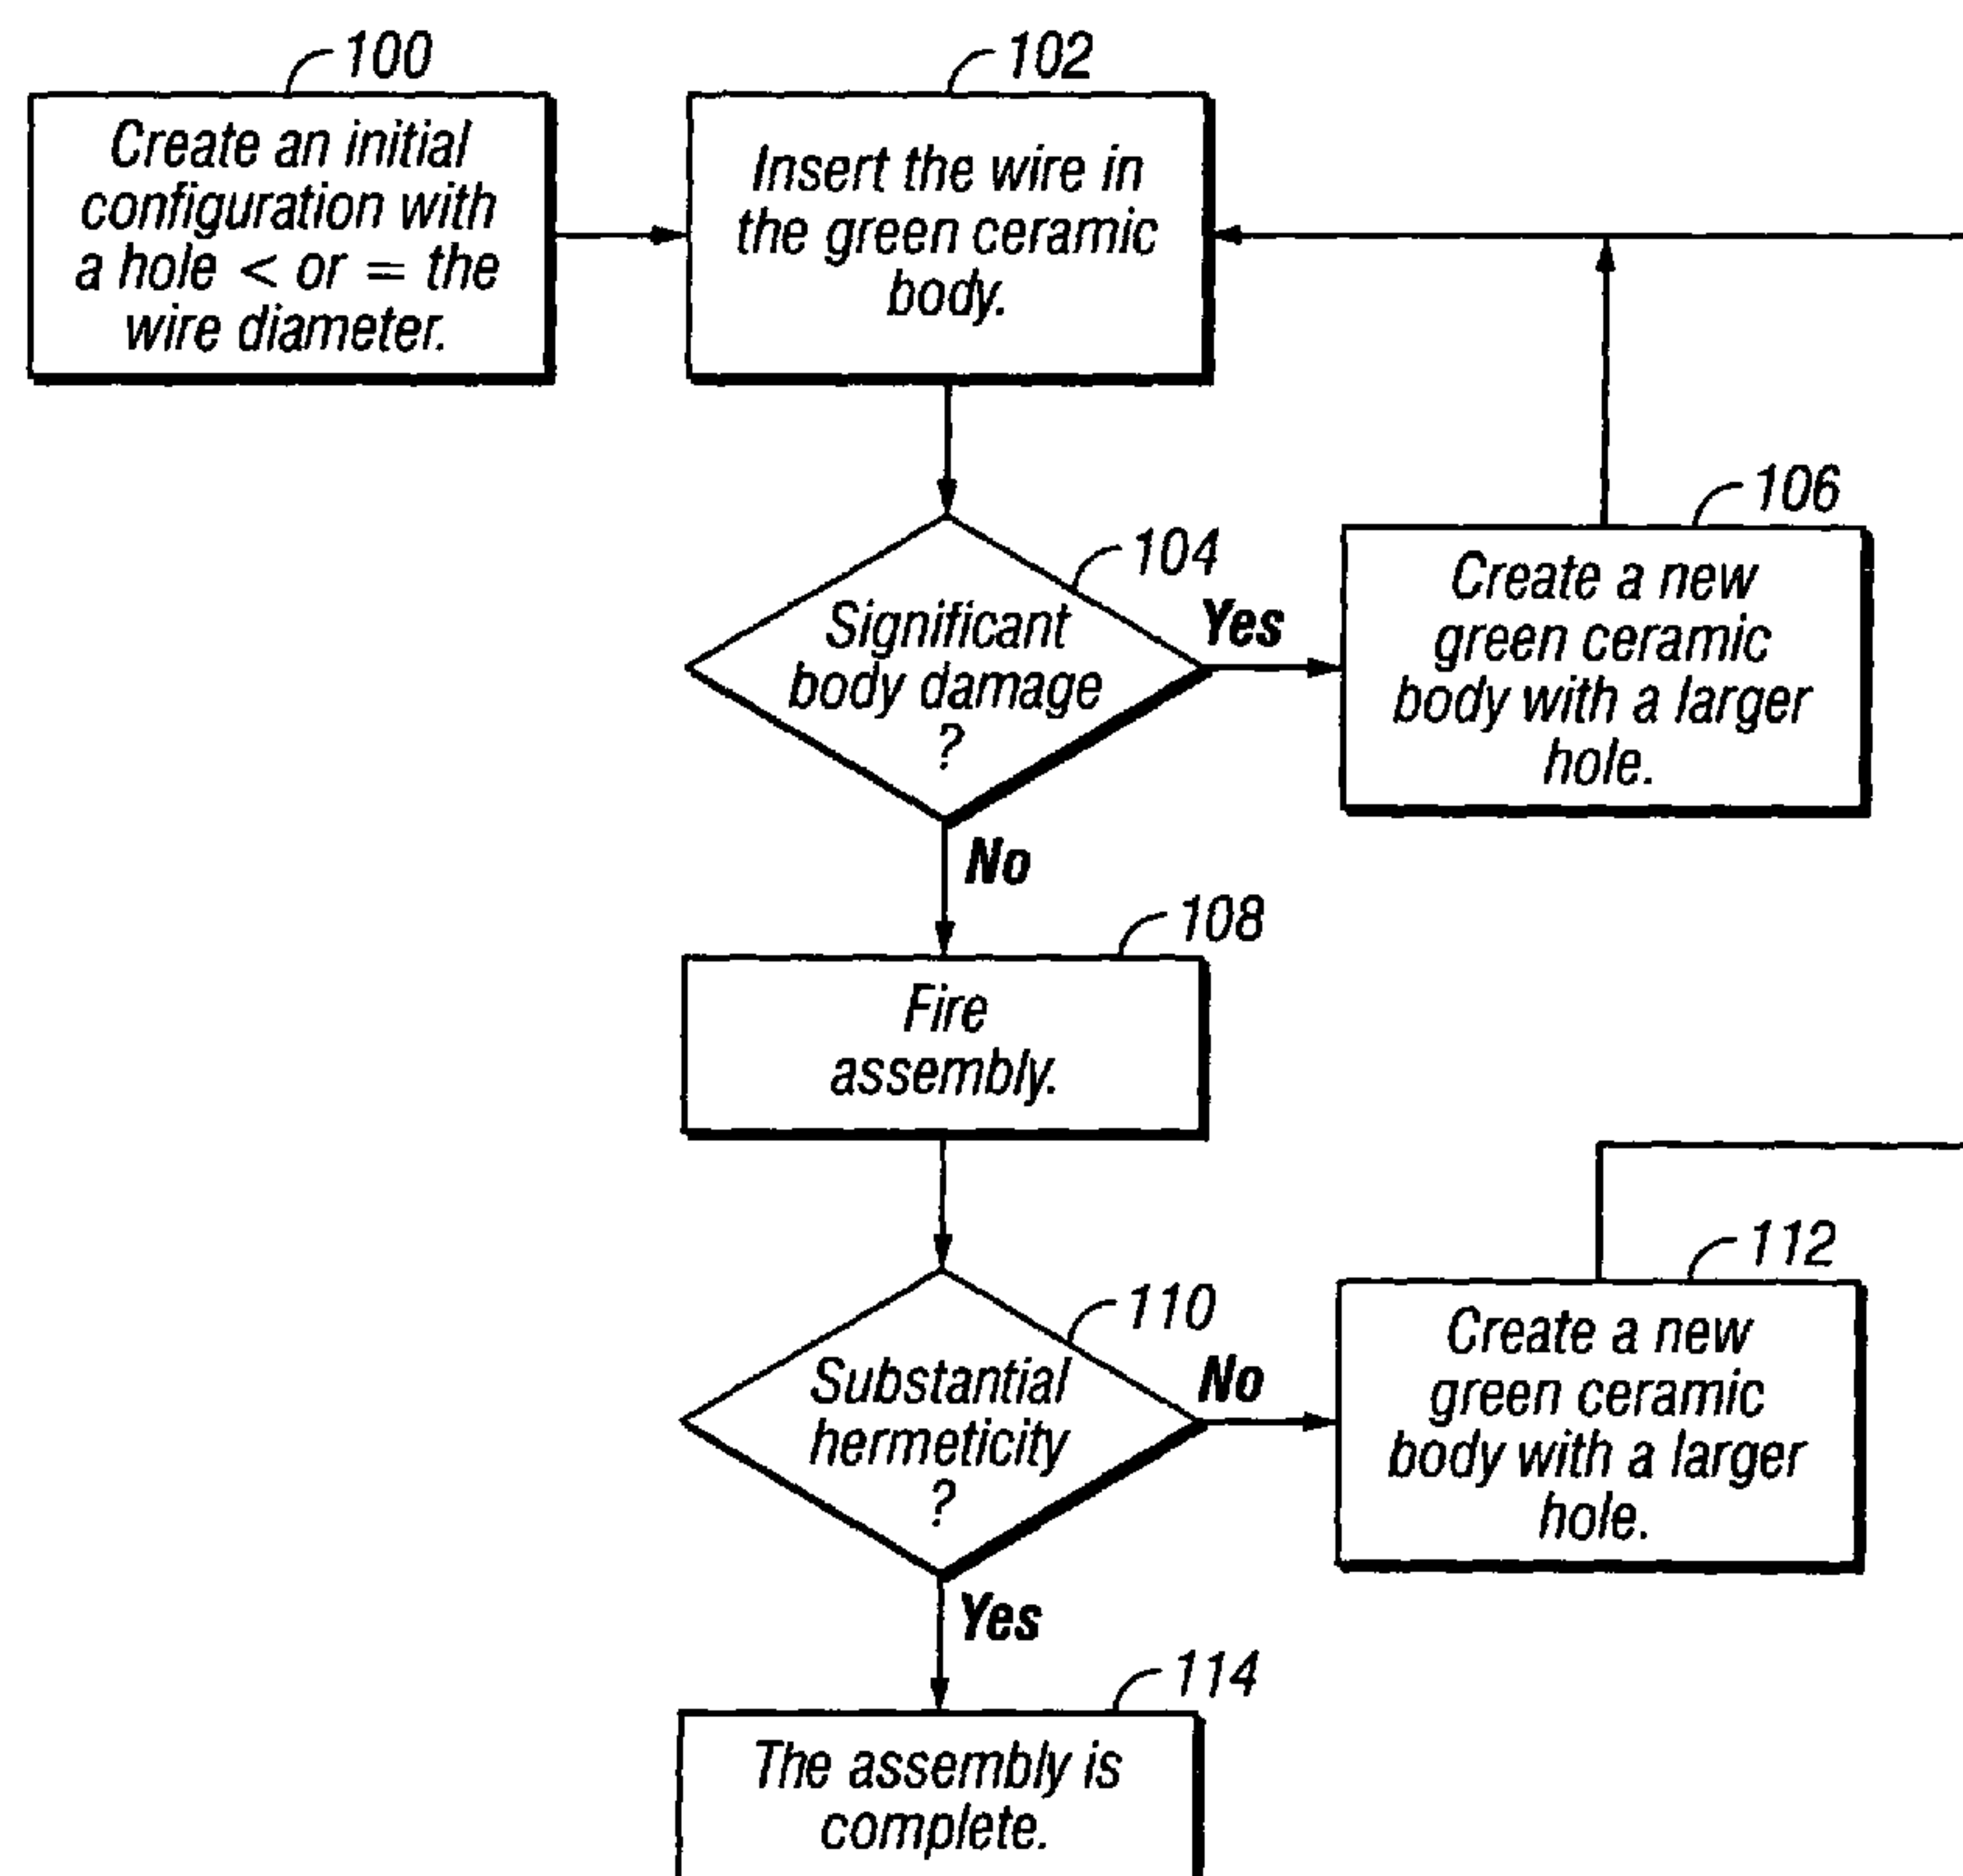 100
Create an initial
configuration with
a hole < or = the
wire diameter.
102
Insert the wire in
the green ceramic
body.
104
Significant
body damage
?
Yes
106
Create a new
green ceramic
body with a larger
hole.
No
108
Fire
assembly.
110
Substantial
hermeticity
?
No
112
Create a new
green ceramic
body with a larger
hole.
Yes
114
The assembly is
complete.